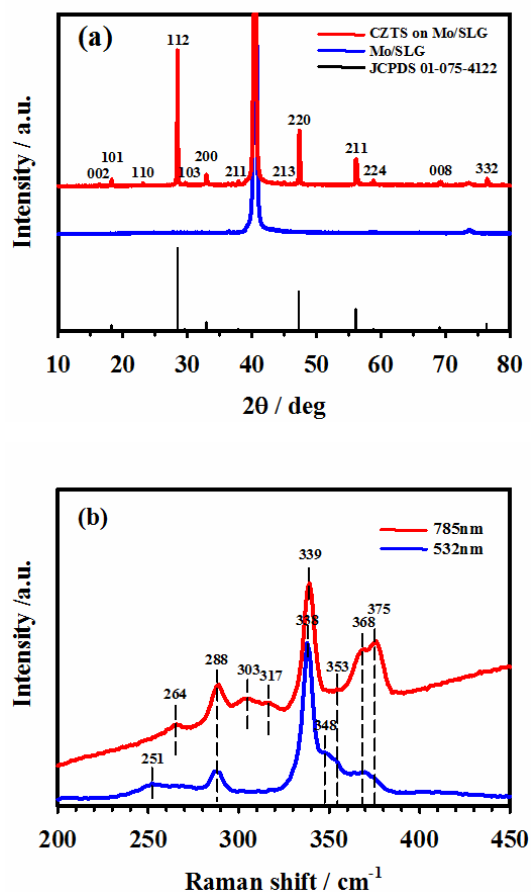 (a)
CZTS on Mo/SLG
Mo/SLG
JCPDS 01-075-4122
112
002
101
110
103
200
211
213
220
211
224
008
332
Intensity / a.u.
10 20 30 40 50 60 70 80
2θ / deg
(b)
785nm
532nm
339
338
375
368
353
348
317
303
288
264
251
Intensity /a.u.
200 250 300 350 400 450
Raman shift / cm-1